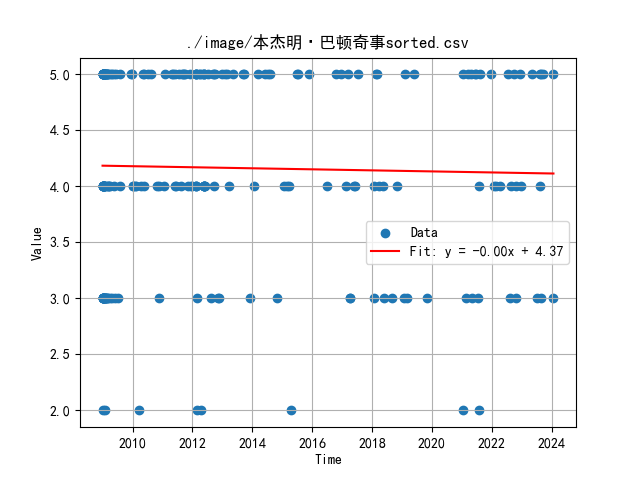 ./image/本杰明·巴顿奇事sorted.csv
5.0
4.5
4.0
3.5
3.0
2.5
2.0
Value
Data
Fit: y = -0.00x + 4.37
2010 2012 2014 2016 2018 2020 2022 2024
Time